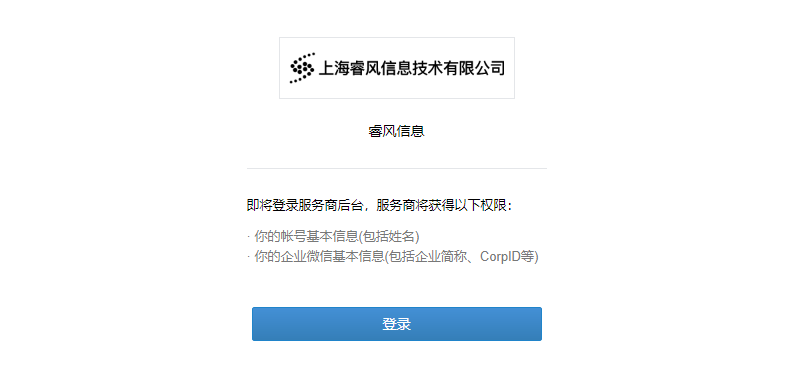 上海睿风信息技术有限公司
睿风信息
即将登录服务商后台，服务商将获得以下权限：
· 你的帐号基本信息(包括姓名)
· 你的企业微信基本信息(包括企业简称、CorpID等)
登录